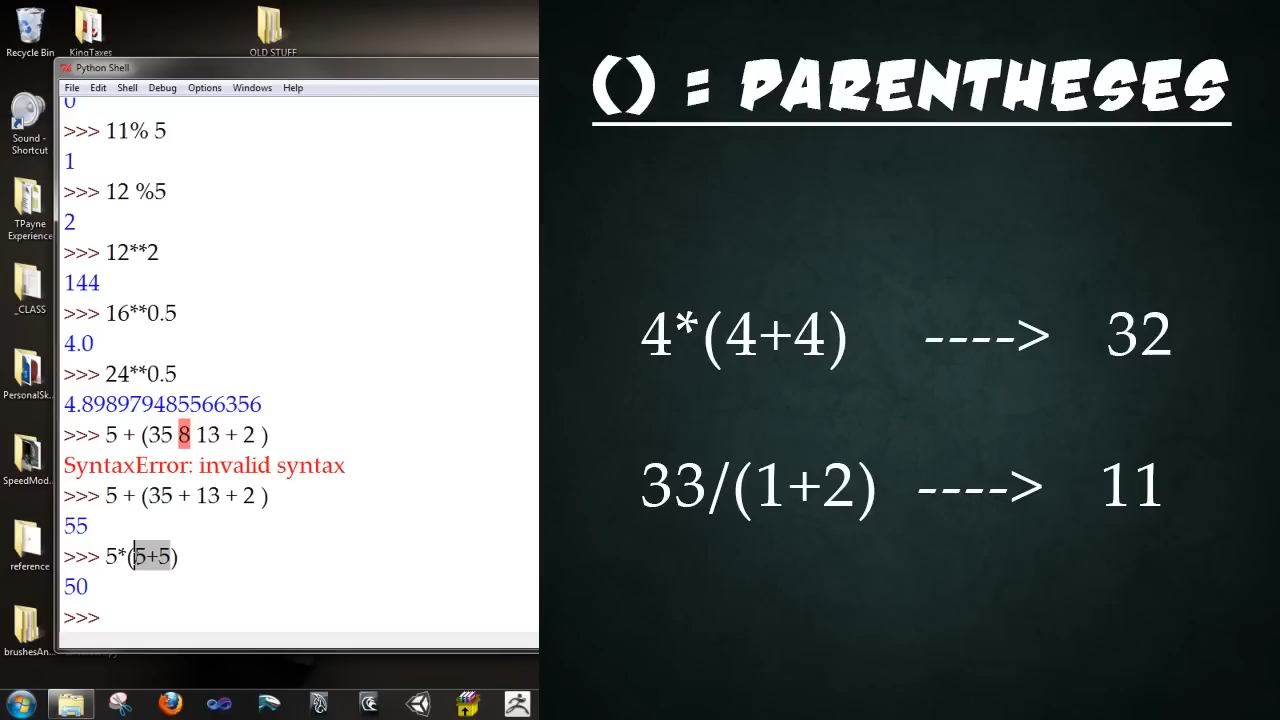 Recycle Bin
KingTaxes
OLD STUFF
Sound - Shortcut
TPayne Experience
_CLASS
PersonalSk...
SpeedMod...
reference
brushesAn...
Python Shell
File Edit Shell Debug Options Windows Help
0
>>> 11% 5
1
>>> 12 %5
2
>>> 12**2
144
>>> 16**0.5
4.0
>>> 24**0.5
4.898979485566356
>>> 5 + (35 8 13 + 2 )
SyntaxError: invalid syntax
>>> 5 + (35 + 13 + 2 )
55
>>> 5*(5+5)
50
>>>
() = PARENTHESES
4*(4+4) ----> 32
33/(1+2) ----> 11